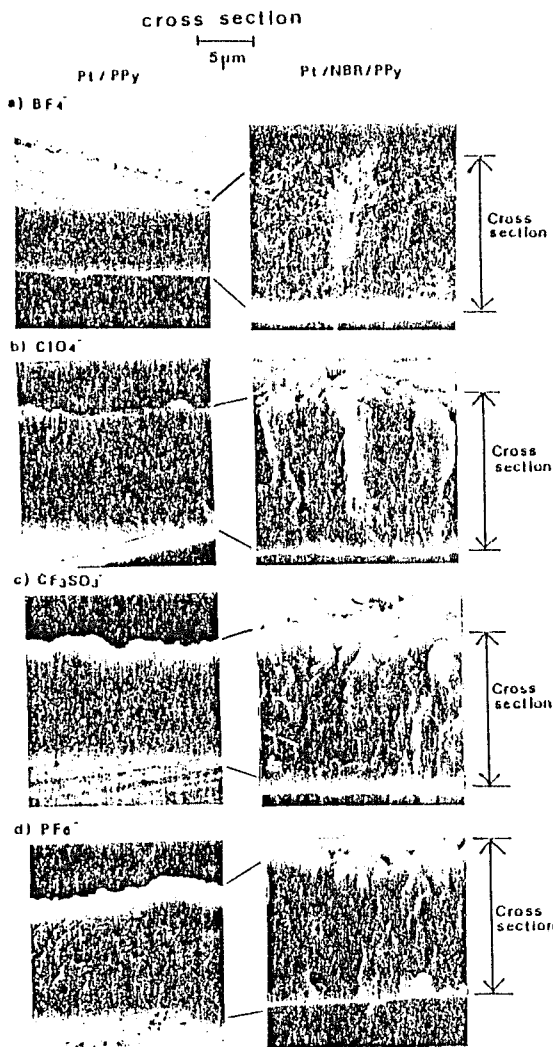 cross section
5μm
Pt/PPy Pt/NBR/PPy
a) BF₄⁻
Cross
section
b) ClO₄⁻
Cross
section
c) CF₃SO₃⁻
Cross
section
d) PF₆⁻
Cross
section